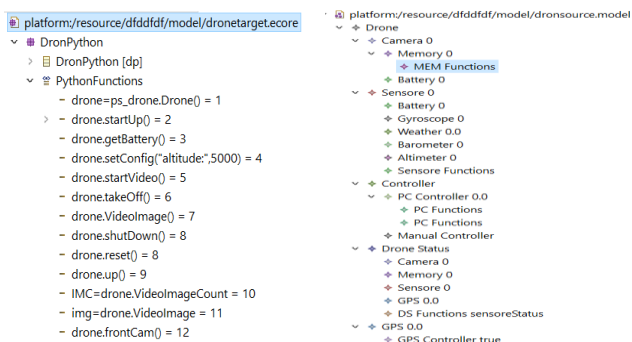 platform:/resource/dfddfdf/model/dronetarget.ecore
DronPython
DronPython [dp]
PythonFunctions
drone=ps_drone.Drone() = 1
drone.startUp() = 2
drone.getBattery() = 3
drone.setConfig("altitude:",5000) = 4
drone.startVideo() = 5
drone.takeOff() = 6
drone.VideoImage() = 7
drone.shutDown() = 8
drone.reset() = 8
drone.up() = 9
IMC=drone.VideoImageCount = 10
img=drone.VideoImage = 11
drone.frontCam() = 12
platform:/resource/dfddfdf/model/dronsource.model
Drone
Camera 0
Memory 0
MEM Functions
Battery 0
Sensore 0
Battery 0
Gyroscope 0
Weather 0.0
Barometer 0
Altimeter 0
Sensore Functions
Controller
PC Controller 0.0
PC Functions
PC Functions
Manual Controller
Drone Status
Camera 0
Memory 0
Sensore 0
GPS 0.0
DS Functions sensoreStatus
GPS 0.0
GPS Controller true